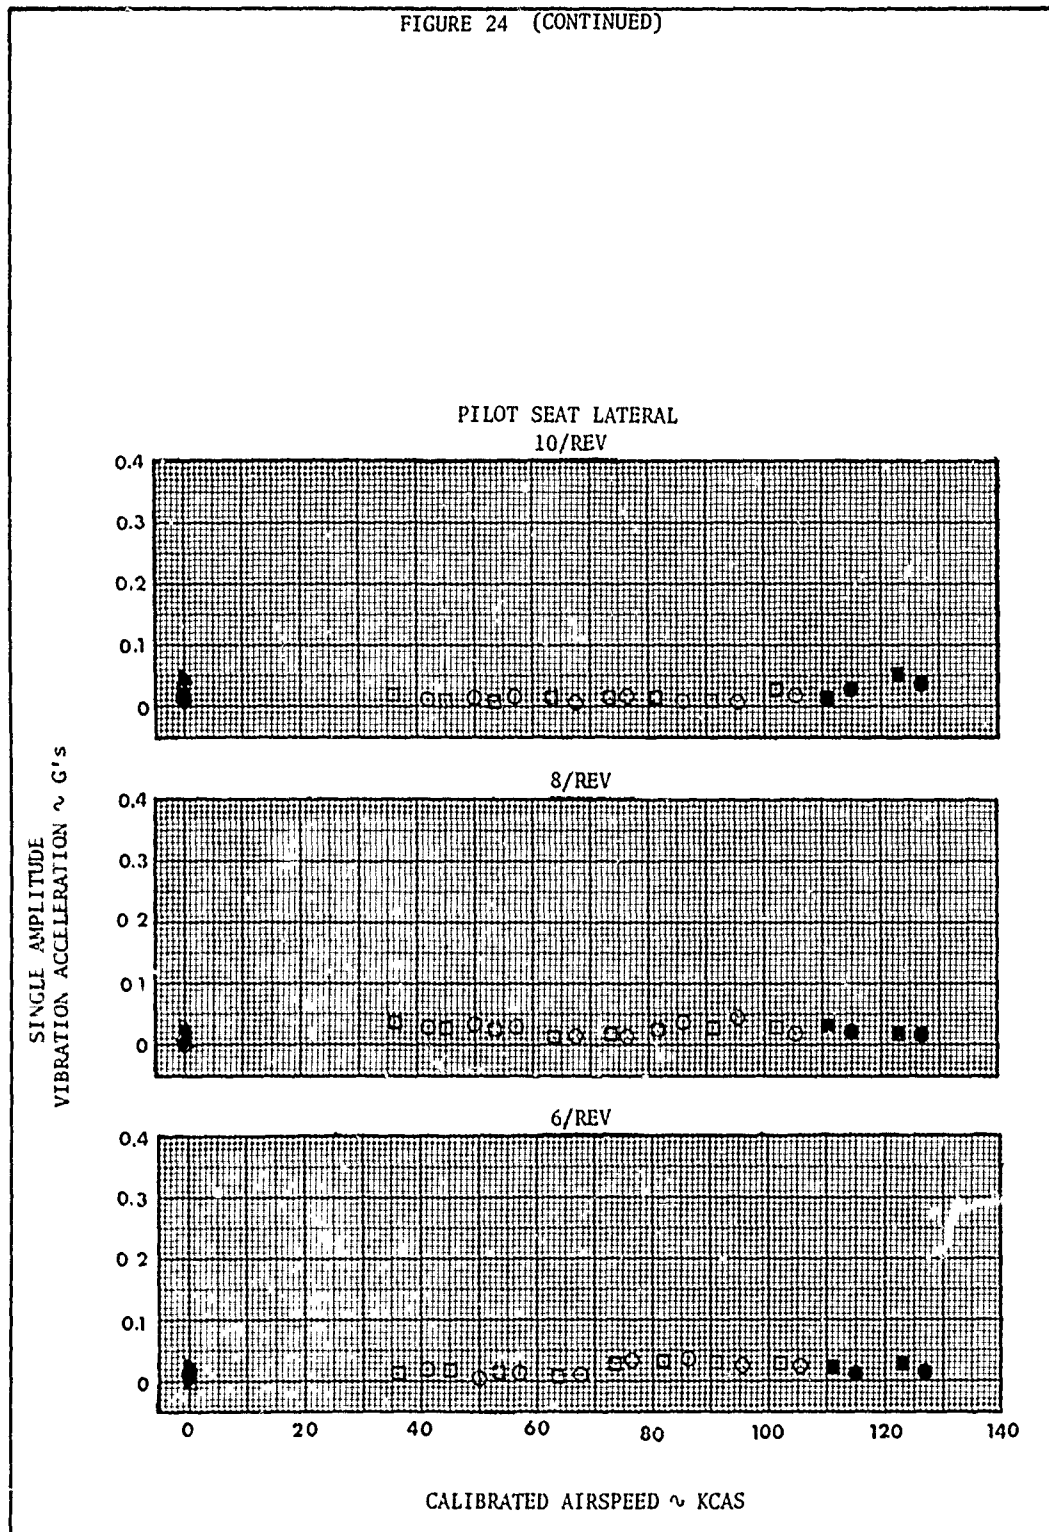 FIGURE 24 (CONTINUED)
PILOT SEAT LATERAL
10/REV
0.4
0.3
0.2
0.1
0
8/REV
0.4
0.3
0 2
0 1
0
6/REV
0.4
0.3
0 2
0.1
0
0 20 40 60 80 100 120 140
SINGLE AMPLITUDE
VIBRATION ACCELERATION ~ G's
CALIBRATED AIRSPEED ~ KCAS